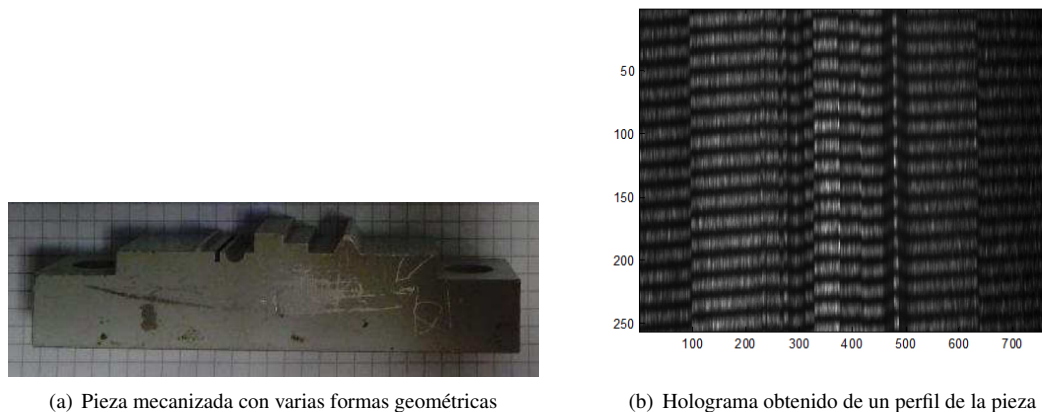 50
100
150
200
250
100 200 300 400 500 600 700
(a) Pieza mecanizada con varias formas geométricas
(b) Holograma obtenido de un perfil de la pieza